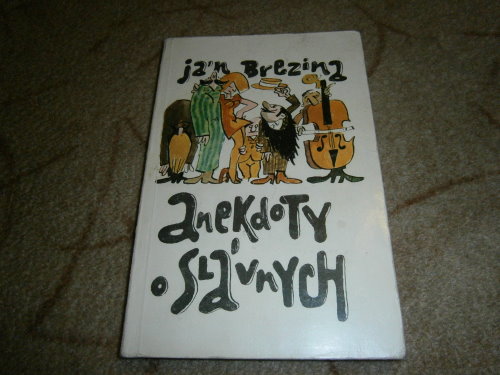 ján Brezina
anekdoty
o slávnych